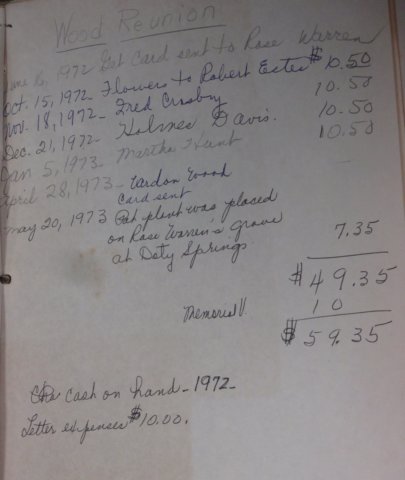 Wood Reunion
June 6, 1972 Get Card sent to Rose Warren
Oct. 15, 1972 - Flowers to Robert Estes $10.50
Nov. 18, 1972 - Fred Crosby 10.50
Dec. 21, 1972 - Holmes Davis. 10.50
Jan 5, 1973 - Martha Hunt 10.50
April 28, 1973 - Vardon Wood
Card sent
May 20, 1973 Pot plant was placed
on Rose Warren's grave 7.35
at Doty Springs
$49.35
Memorial 10
$59.35
cash on hand - 1972 -
Letter expenses $10.00.